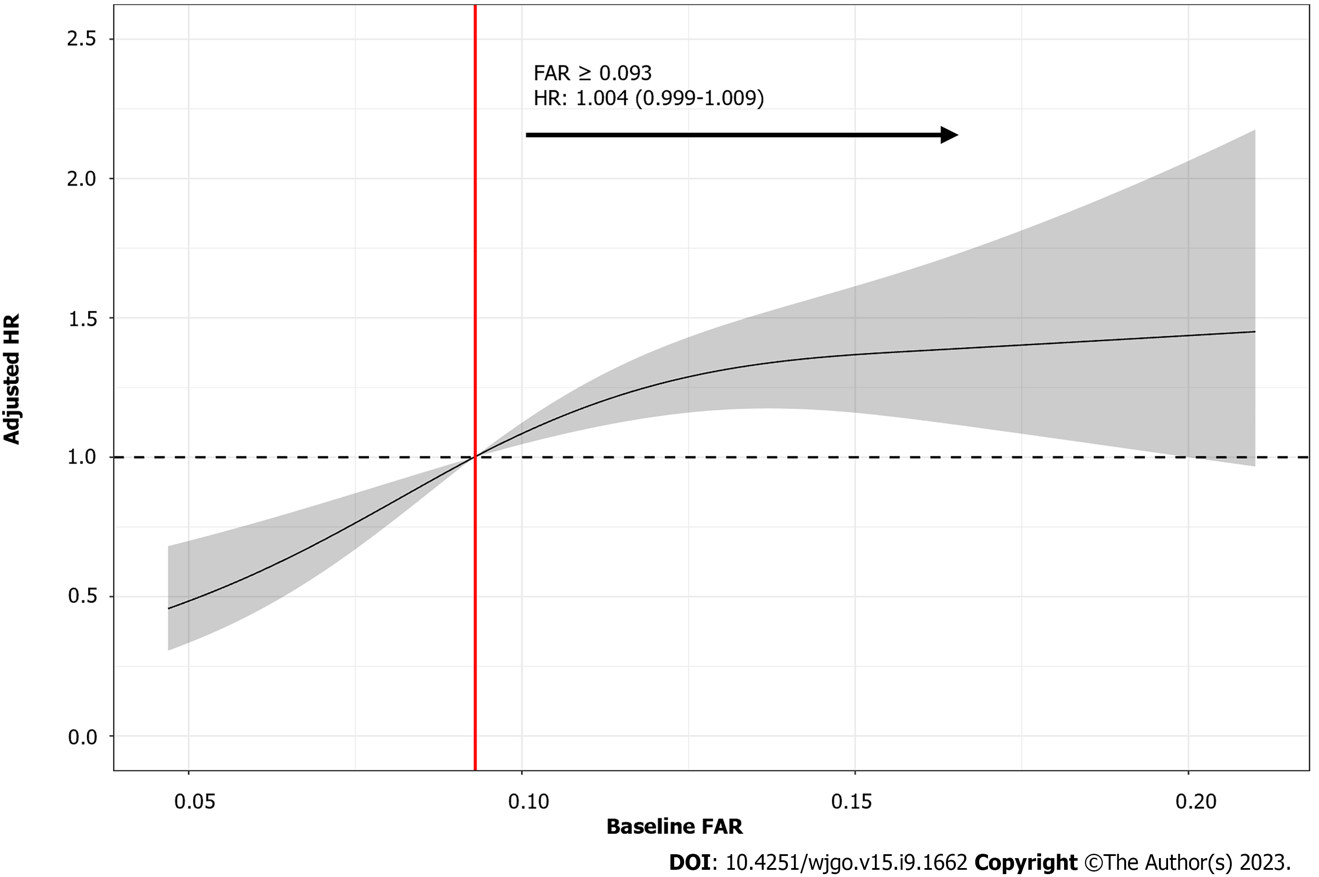 2.5
FAR ≥ 0.093
HR: 1.004 (0.999-1.009)
2.0
1.5
Adjusted HR
1.0
0.5
0.0
0.05 0.10 0.15 0.20
Baseline FAR
DOI: 10.4251/wjgo.v15.i9.1662 Copyright ©The Author(s) 2023.